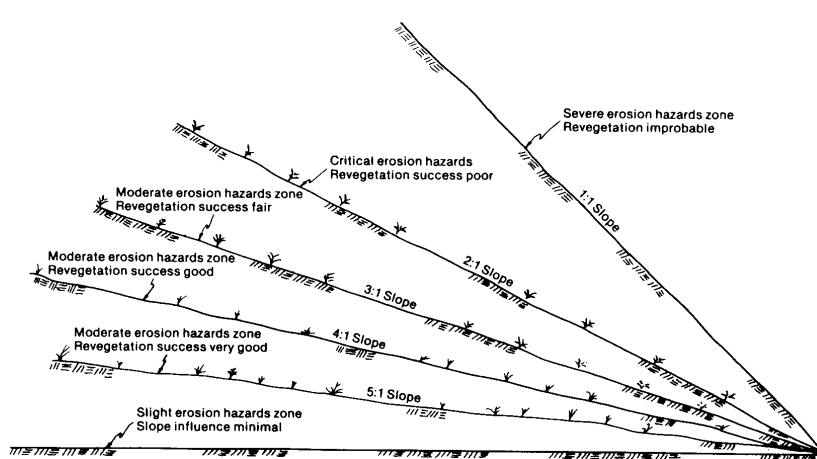 Severe erosion hazards zone
Revegetation improbable
1:1 Slope
Critical erosion hazards
Revegetation success poor
2:1 Slope
Moderate erosion hazards zone
Revegetation success fair
3:1 Slope
Moderate erosion hazards zone
Revegetation success good
4:1 Slope
Moderate erosion hazards zone
Revegetation success very good
5:1 Slope
Slight erosion hazards zone
Slope influence minimal